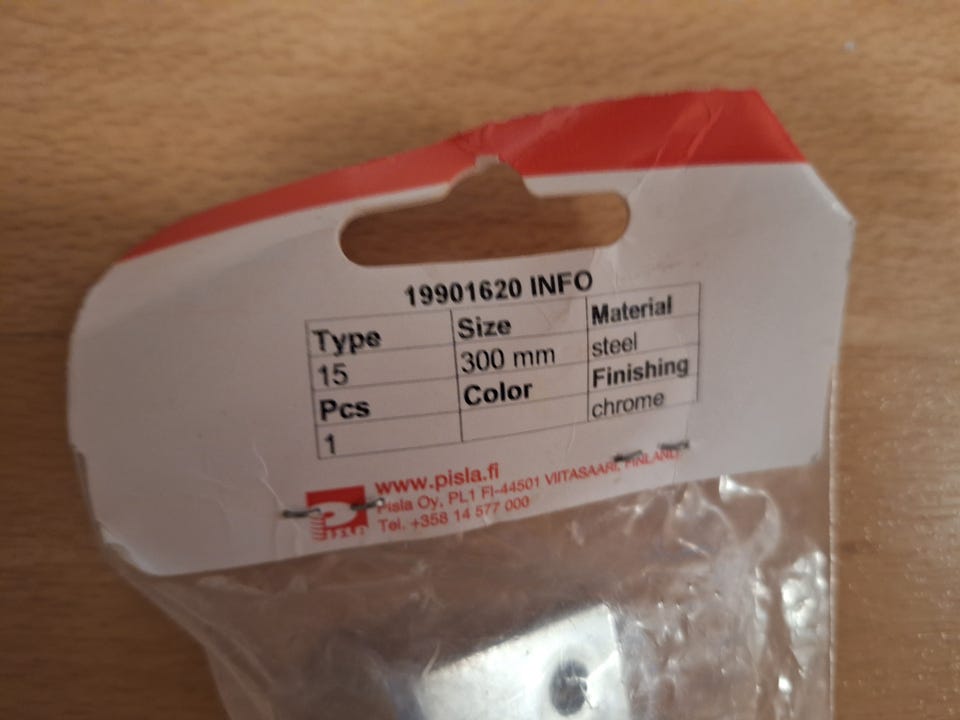 19901620 INFO
Type Size Material
15 300 mm steel
Pcs Color Finishing
1 chrome
www.pisla.fi
Pisla Oy, PL1 FI-44501 VIITASAARI, FINLAND
Tel. +358 14 577 000